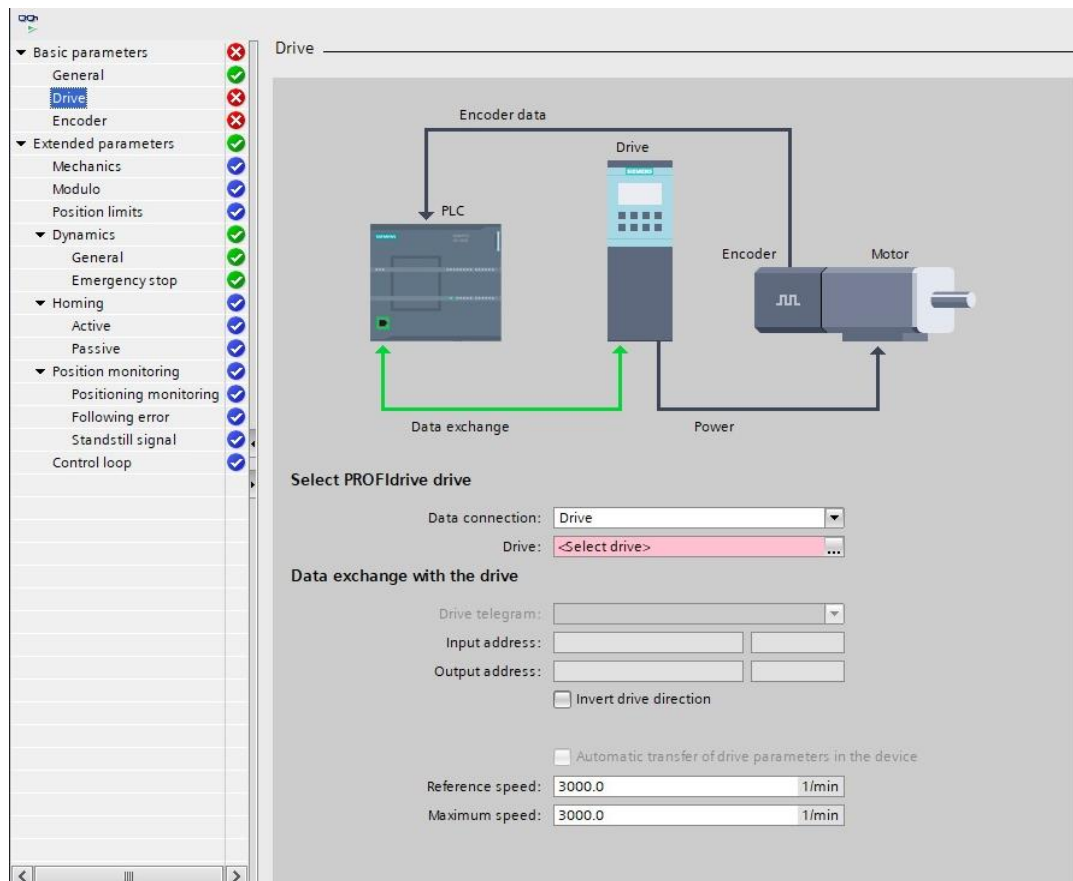 Basic parameters
General
Drive
Encoder
Extended parameters
Mechanics
Modulo
Position limits
Dynamics
General
Emergency stop
Homing
Active
Passive
Position monitoring
Positioning monitoring
Following error
Standstill signal
Control loop
Drive
Encoder data
Drive
SIEMENS
PLC
Encoder
Motor
Data exchange
Power
Select PROFIdrive drive
Data connection: Drive
Drive: <Select drive> ...
Data exchange with the drive
Drive telegram:
Input address:
Output address:
Invert drive direction
Automatic transfer of drive parameters in the device
Reference speed: 3000.0 1/min
Maximum speed: 3000.0 1/min